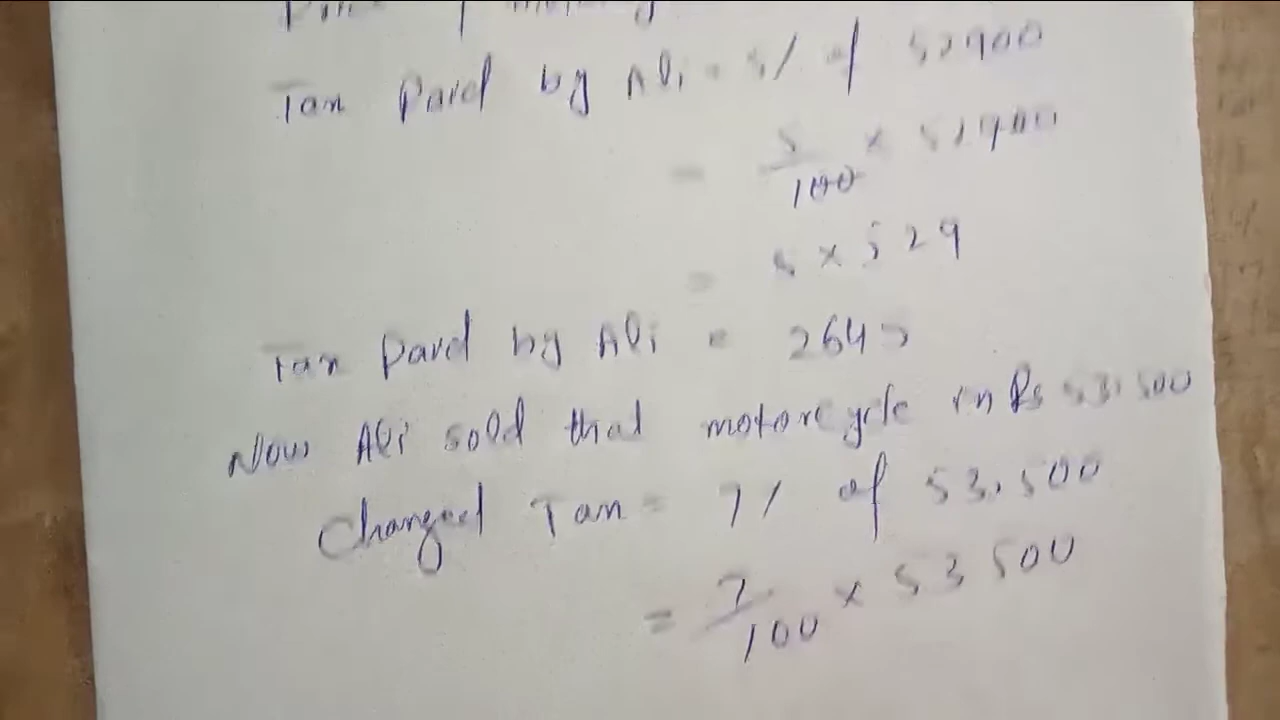 Tax Paid by Ali = 5% of 52900
= 5/100 × 52900
= 5 × 529
Tax Paid by Ali = 2645
Now Ali sold that motorcycle in Rs 53,500
Changed Tax = 7% of 53,500
= 7/100 × 53500